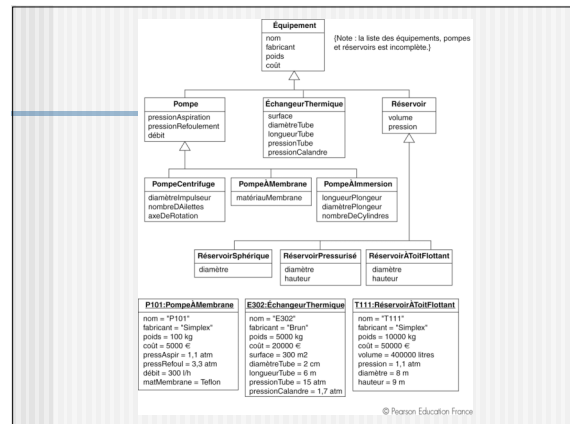 Équipement
nom
fabricant
poids
coût
{Note : la liste des équipements, pompes
et réservoirs est incomplète.}
Pompe
pressionAspiration
pressionRefoulement
débit
ÉchangeurThermique
surface
diamètreTube
longueurTube
pressionTube
pressionCalandre
Réservoir
volume
pression
PompeCentrifuge
diamètreImpulseur
nombreDAilettes
axeDeRotation
PompeÀMembrane
matériauMembrane
PompeÀImmersion
longueurPlongeur
diamètrePlongeur
nombreDeCylindres
RéservoirSphérique
diamètre
RéservoirPressurisé
diamètre
hauteur
RéservoirÀToitFlottant
diamètre
hauteur
P101:PompeÀMembrane
nom = "P101"
fabricant = "Simplex"
poids = 100 kg
coût = 5000 €
pressAspir = 1,1 atm
pressRefoul = 3,3 atm
débit = 300 l/h
matMembrane = Teflon
E302:ÉchangeurThermique
nom = "E302"
fabricant = "Brun"
poids = 5000 kg
coût = 20000 €
surface = 300 m2
diamètreTube = 2 cm
longueurTube = 6 m
pressionTube = 15 atm
pressionCalandre = 1,7 atm
T111:RéservoirÀToitFlottant
nom = "T111"
fabricant = "Simplex"
poids = 10000 kg
coût = 50000 €
volume = 400000 litres
pression = 1,1 atm
diamètre = 8 m
hauteur = 9 m
© Pearson Education France